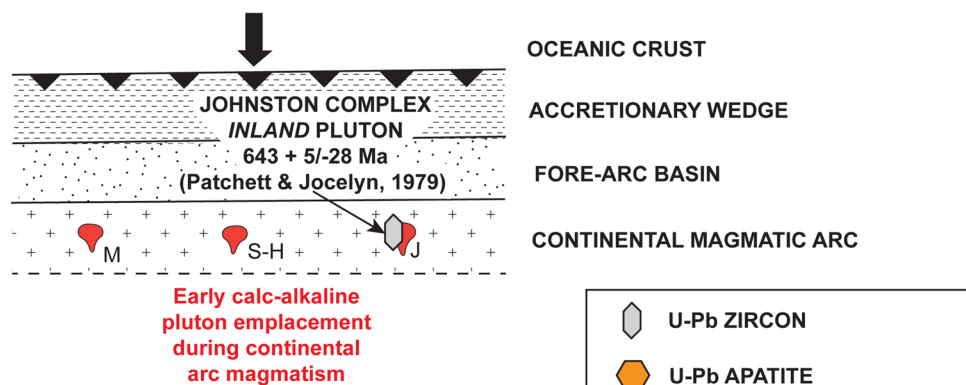 OCEANIC CRUST
JOHNSTON COMPLEX
INLAND PLUTON
643 + 5/-28 Ma
(Patchett & Jocelyn, 1979)
ACCRETIONARY WEDGE
FORE-ARC BASIN
M
S-H
J
CONTINENTAL MAGMATIC ARC
Early calc-alkaline
pluton emplacement
during continental
arc magmatism
U-Pb ZIRCON
U-Pb APATITE